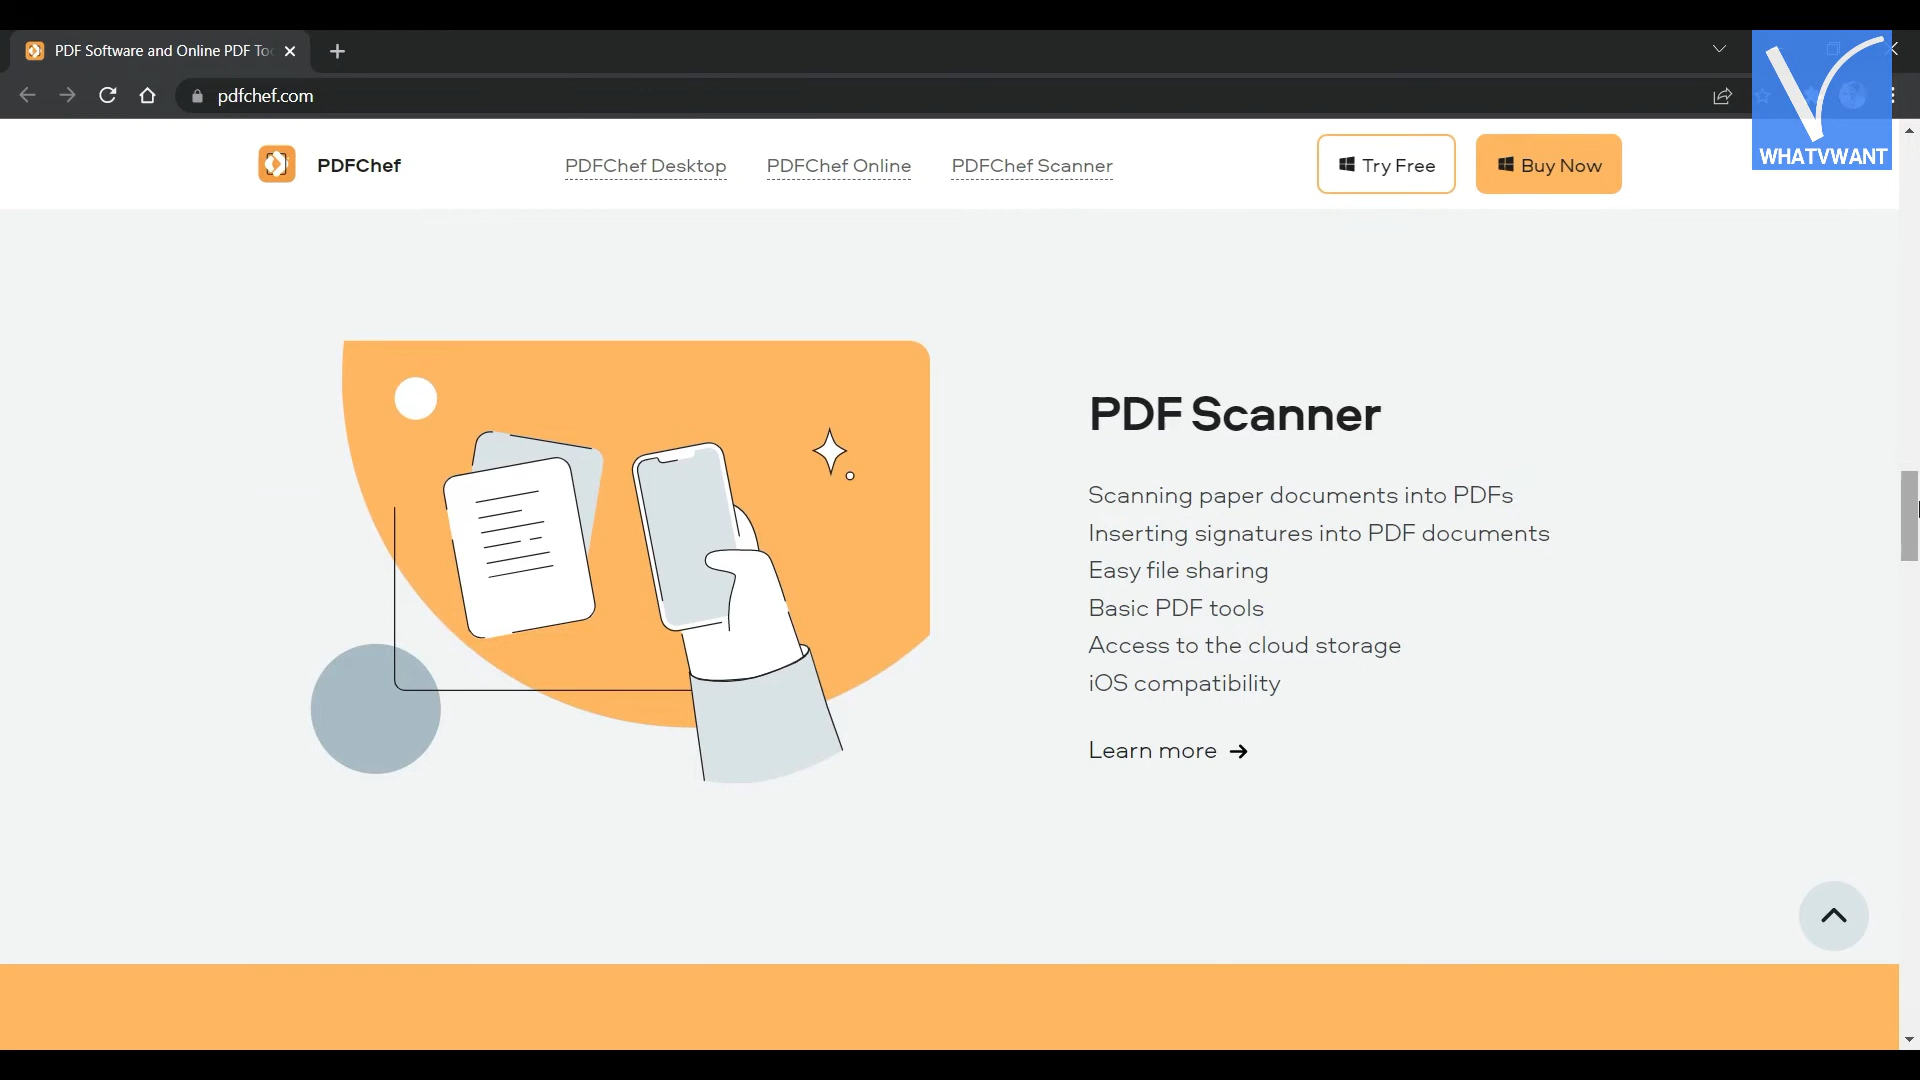 PDF Software and Online PDF Too
pdfchef.com
WHATVWANT
PDFChef
PDFChef Desktop
PDFChef Online
PDFChef Scanner
Try Free
Buy Now
PDF Scanner
Scanning paper documents into PDFs
Inserting signatures into PDF documents
Easy file sharing
Basic PDF tools
Access to the cloud storage
iOS compatibility
Learn more →